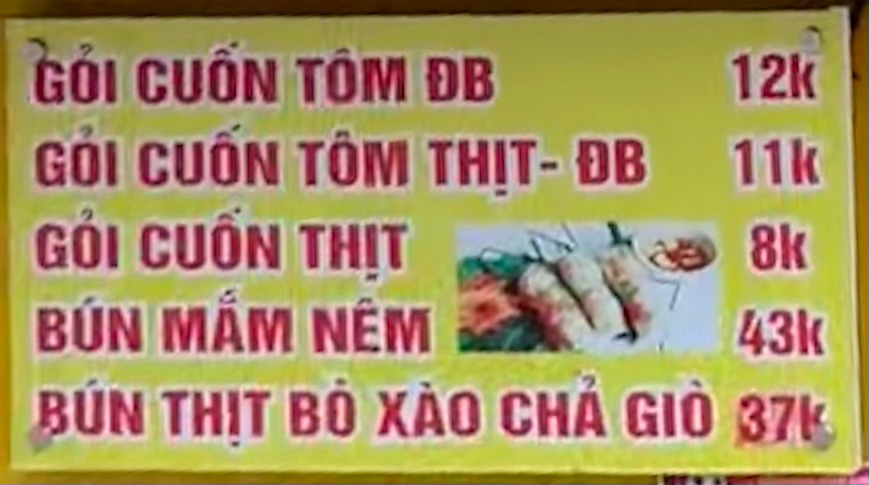 GỎI CUỐN TÔM ĐB 12k
GỎI CUỐN TÔM THỊT- ĐB 11k
GỎI CUỐN THỊT 8k
BÚN MẮM NÊM 43k
BÚN THỊT BÒ XÀO CHẢ GIÒ 37k